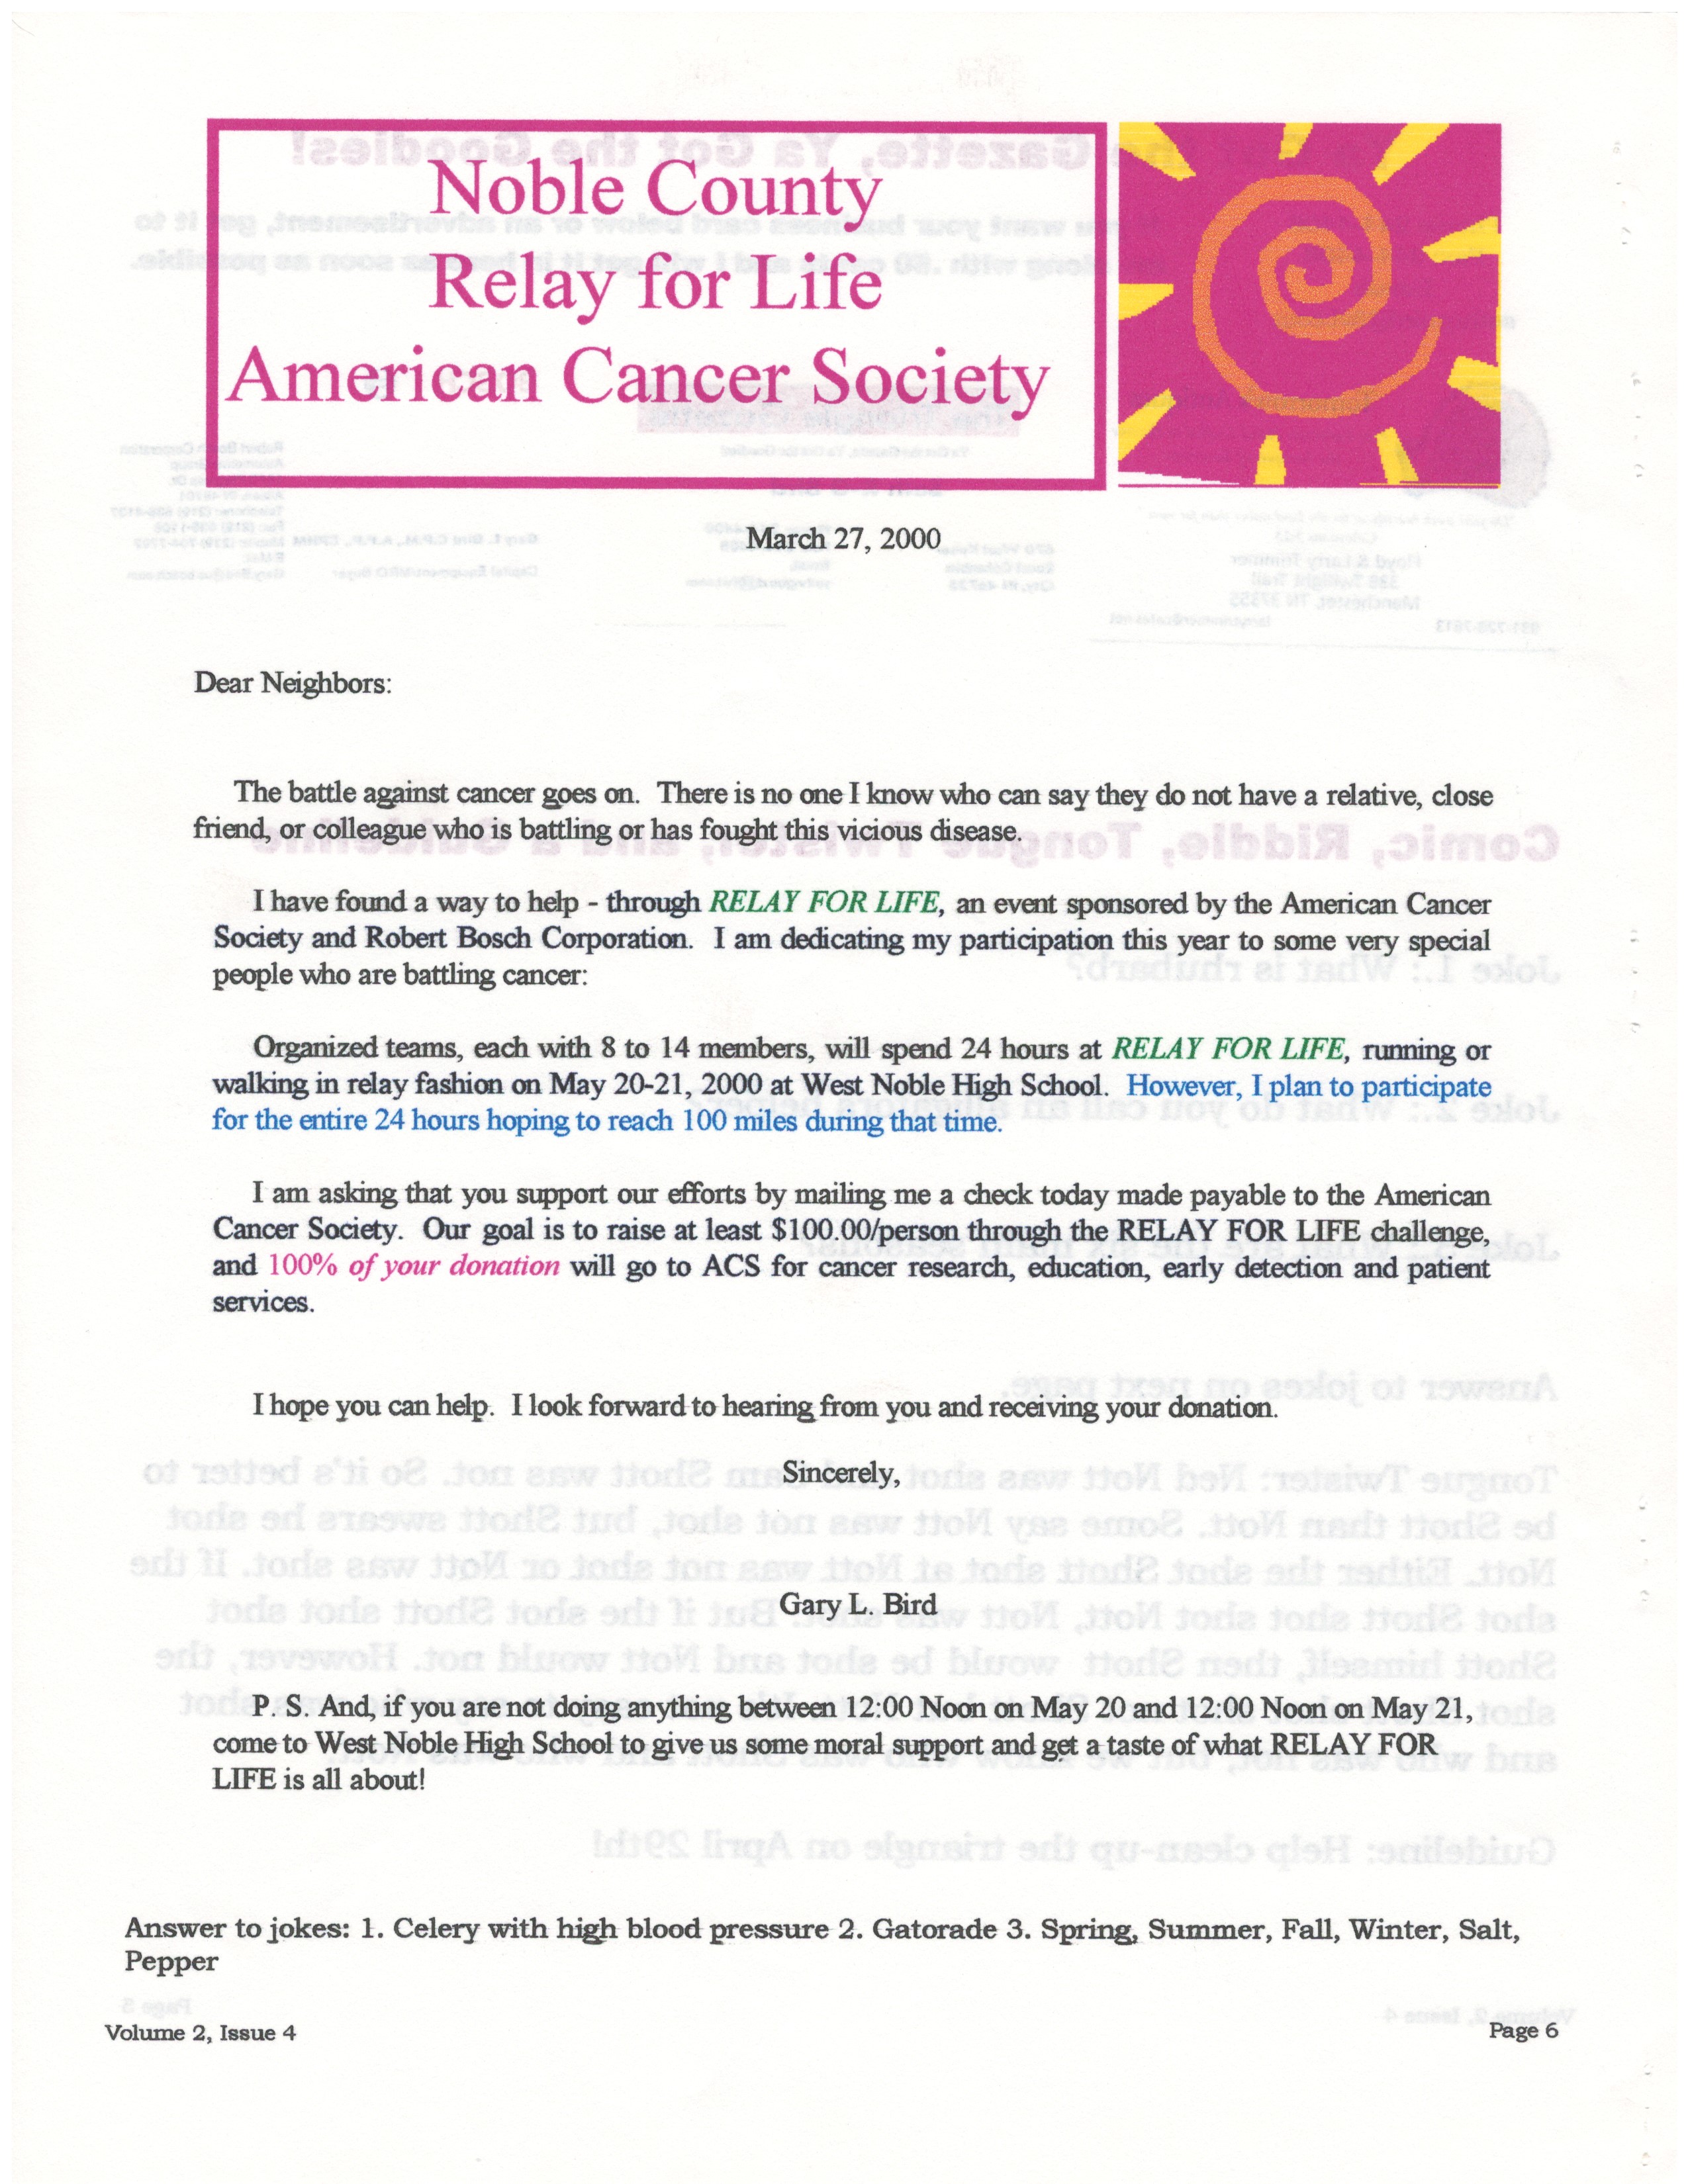 Noble County
Relay for Life
American Cancer Society
March 27, 2000
Dear Neighbors:
The battle against cancer goes on. There is no one I know who can say they do not have a relative, close
friend, or colleague who is battling or has fought this vicious disease.
I have found a way to help - through RELAY FOR LIFE, an event sponsored by the American Cancer
Society and Robert Bosch Corporation. I am dedicating my participation this year to some very special
people who are battling cancer:
Organized teams, each with 8 to 14 members, will spend 24 hours at RELAY FOR LIFE, running or
walking in relay fashion on May 20-21, 2000 at West Noble High School. However, I plan to participate
for the entire 24 hours hoping to reach 100 miles during that time.
I am asking that you support our efforts by mailing me a check today made payable to the American
Cancer Society. Our goal is to raise at least $100.00/person through the RELAY FOR LIFE challenge,
and 100% of your donation will go to ACS for cancer research, education, early detection and patient
services.
I hope you can help. I look forward to hearing from you and receiving your donation.
Sincerely,
Gary L. Bird
P. S. And, if you are not doing anything between 12:00 Noon on May 20 and 12:00 Noon on May 21,
come to West Noble High School to give us some moral support and get a taste of what RELAY FOR
LIFE is all about!
Answer to jokes: 1. Celery with high blood pressure 2. Gatorade 3. Spring, Summer, Fall, Winter, Salt,
Pepper
Volume 2, Issue 4
Page 6